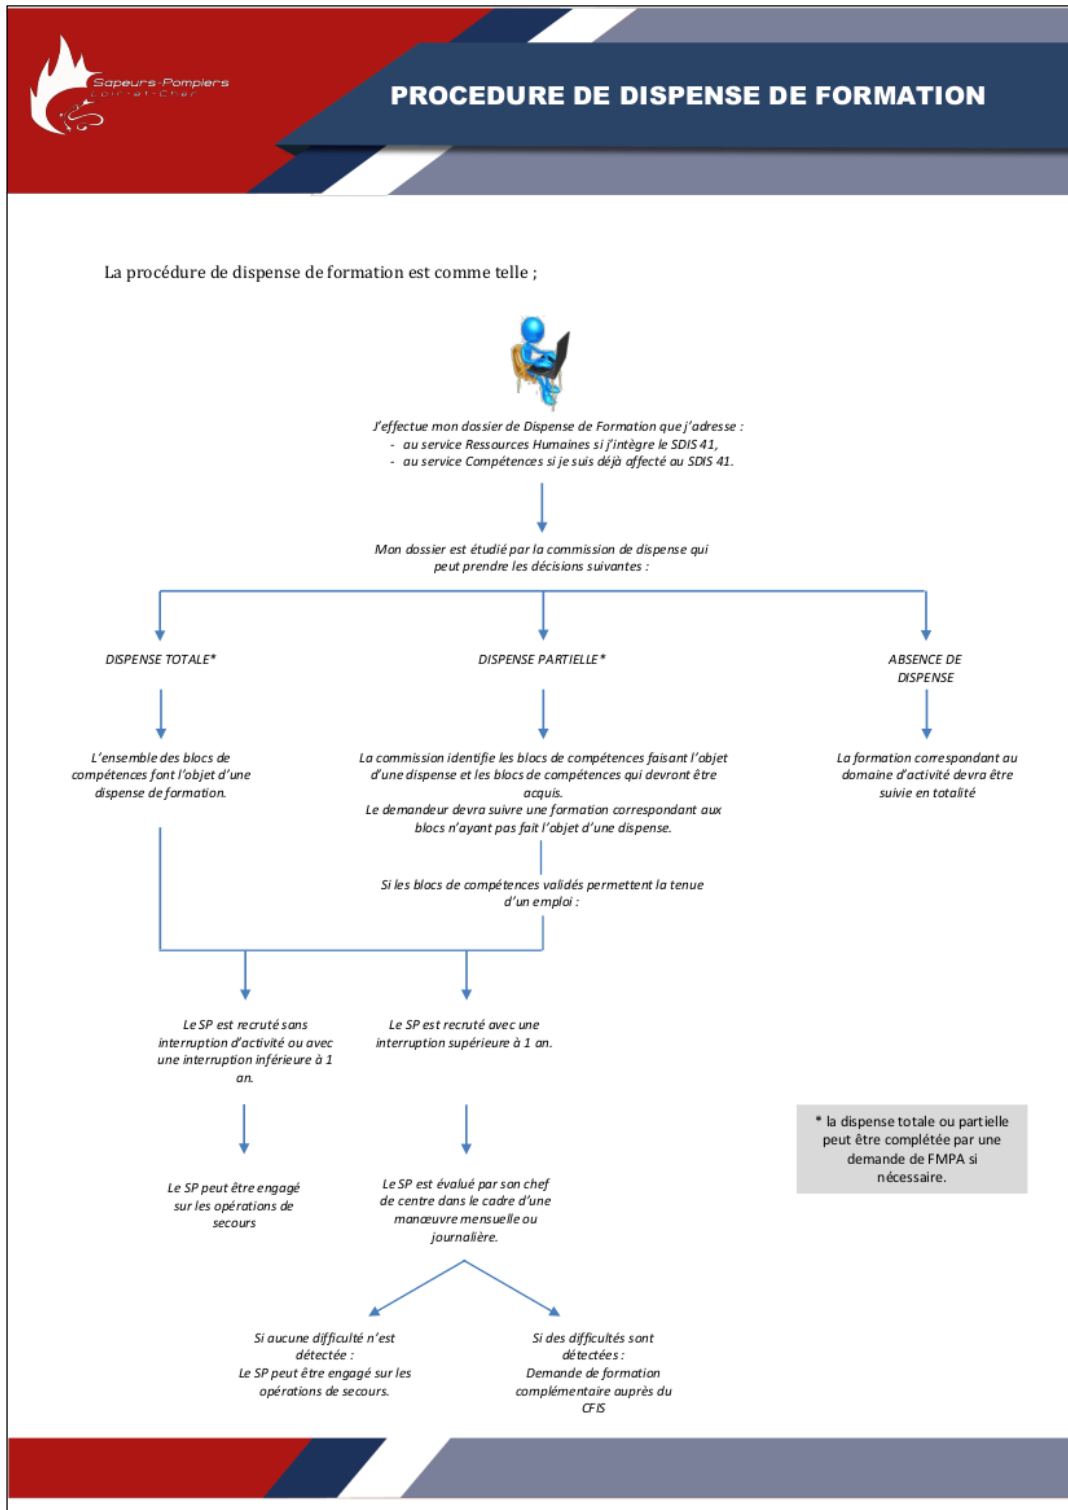 Sapeurs-Pompiers
Loir-et-Cher
PROCEDURE DE DISPENSE DE FORMATION
La procédure de dispense de formation est comme telle ;
J'effectue mon dossier de Dispense de Formation que j'adresse :
- au service Ressources Humaines si j'intègre le SDIS 41,
- au service Compétences si je suis déjà affecté au SDIS 41.
Mon dossier est étudié par la commission de dispense qui
peut prendre les décisions suivantes :
DISPENSE TOTALE*
DISPENSE PARTIELLE*
ABSENCE DE
DISPENSE
L'ensemble des blocs de
compétences font l'objet d'une
dispense de formation.
La commission identifie les blocs de compétences faisant l'objet
d'une dispense et les blocs de compétences qui devront être
acquis.
Le demandeur devra suivre une formation correspondant aux
blocs n'ayant pas fait l'objet d'une dispense.
La formation correspondant au
domaine d'activité devra être
suivie en totalité
Si les blocs de compétences validés permettent la tenue
d'un emploi :
Le SP est recruté sans
interruption d'activité ou avec
une interruption inférieure à 1
an.
Le SP est recruté avec une
interruption supérieure à 1 an.
* la dispense totale ou partielle
peut être complétée par une
demande de FMPA si
nécessaire.
Le SP peut être engagé
sur les opérations de
secours
Le SP est évalué par son chef
de centre dans le cadre d'une
manœuvre mensuelle ou
journalière.
Si aucune difficulté n'est
détectée :
Le SP peut être engagé sur les
opérations de secours.
Si des difficultés sont
détectées :
Demande de formation
complémentaire auprès du
CFIS